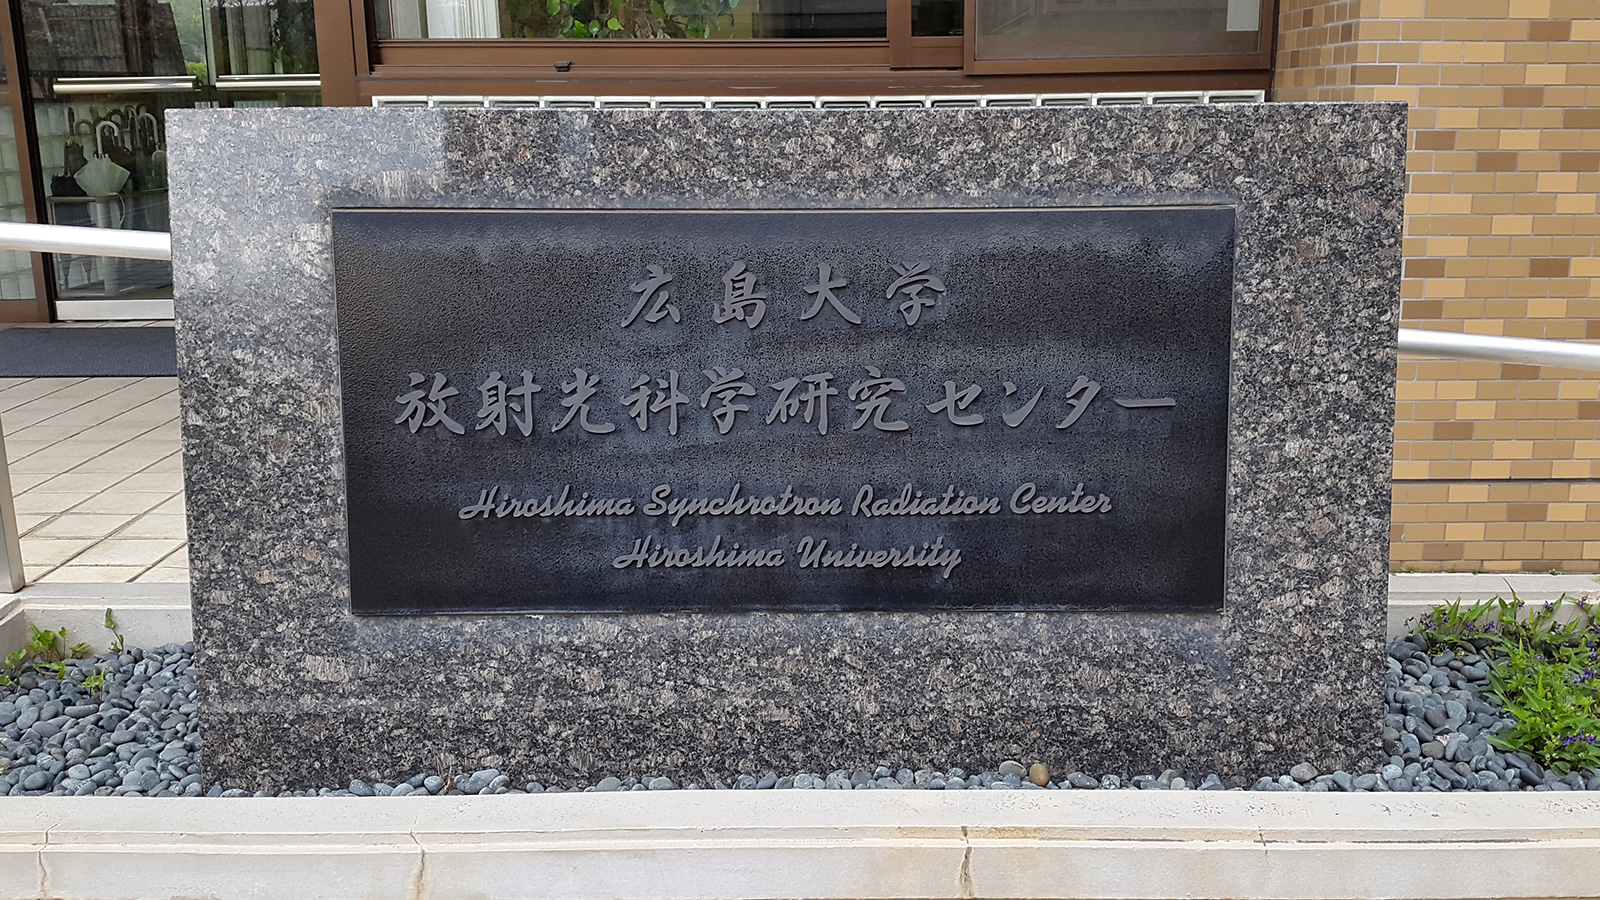 広島大学
放射光科学研究センター
Hiroshima Synchrotron Radiation Center
Hiroshima University